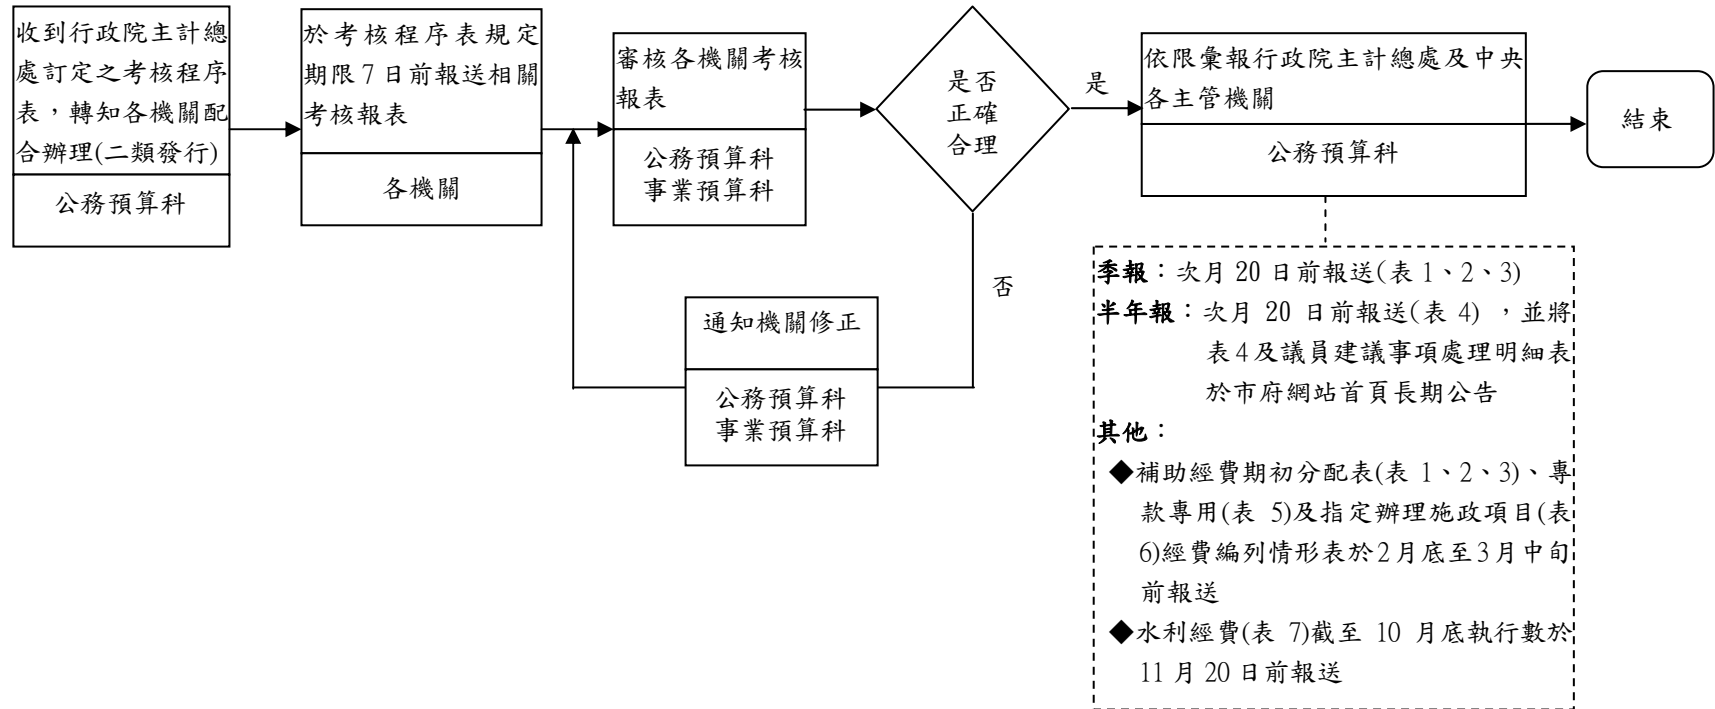 收到行政院主計總
處訂定之考核程序
表，轉知各機關配
合辦理(二類發行)
公務預算科
於考核程序表規定
期限7日前報送相關
考核報表
各機關
審核各機關考核
報表
公務預算科
事業預算科
是否
正確
合理
是
依限彙報行政院主計總處及中央
各主管機關
公務預算科
結束
否
通知機關修正
公務預算科
事業預算科
季報：次月 20 日前報送(表 1、2、3)
半年報：次月 20 日前報送(表 4) ，並將
表 4 及議員建議事項處理明細表
於市府網站首頁長期公告
其他：
◆補助經費期初分配表(表 1、2、3)、專
款專用(表 5)及指定辦理施政項目(表
6)經費編列情形表於2月底至3月中旬
前報送
◆水利經費(表 7)截至 10 月底執行數於
11 月 20 日前報送